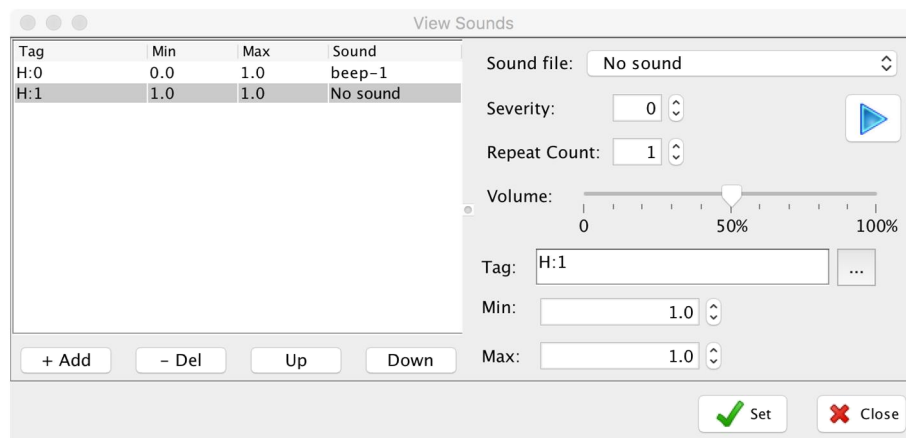 View Sounds
Tag Min Max Sound
H:0 0.0 1.0 beep-1
H:1 1.0 1.0 No sound
+ Add - Del Up Down
Sound file: No sound
Severity: 0
Repeat Count: 1
Volume:
0 50% 100%
Tag: H:1 ...
Min: 1.0
Max: 1.0
Set Close